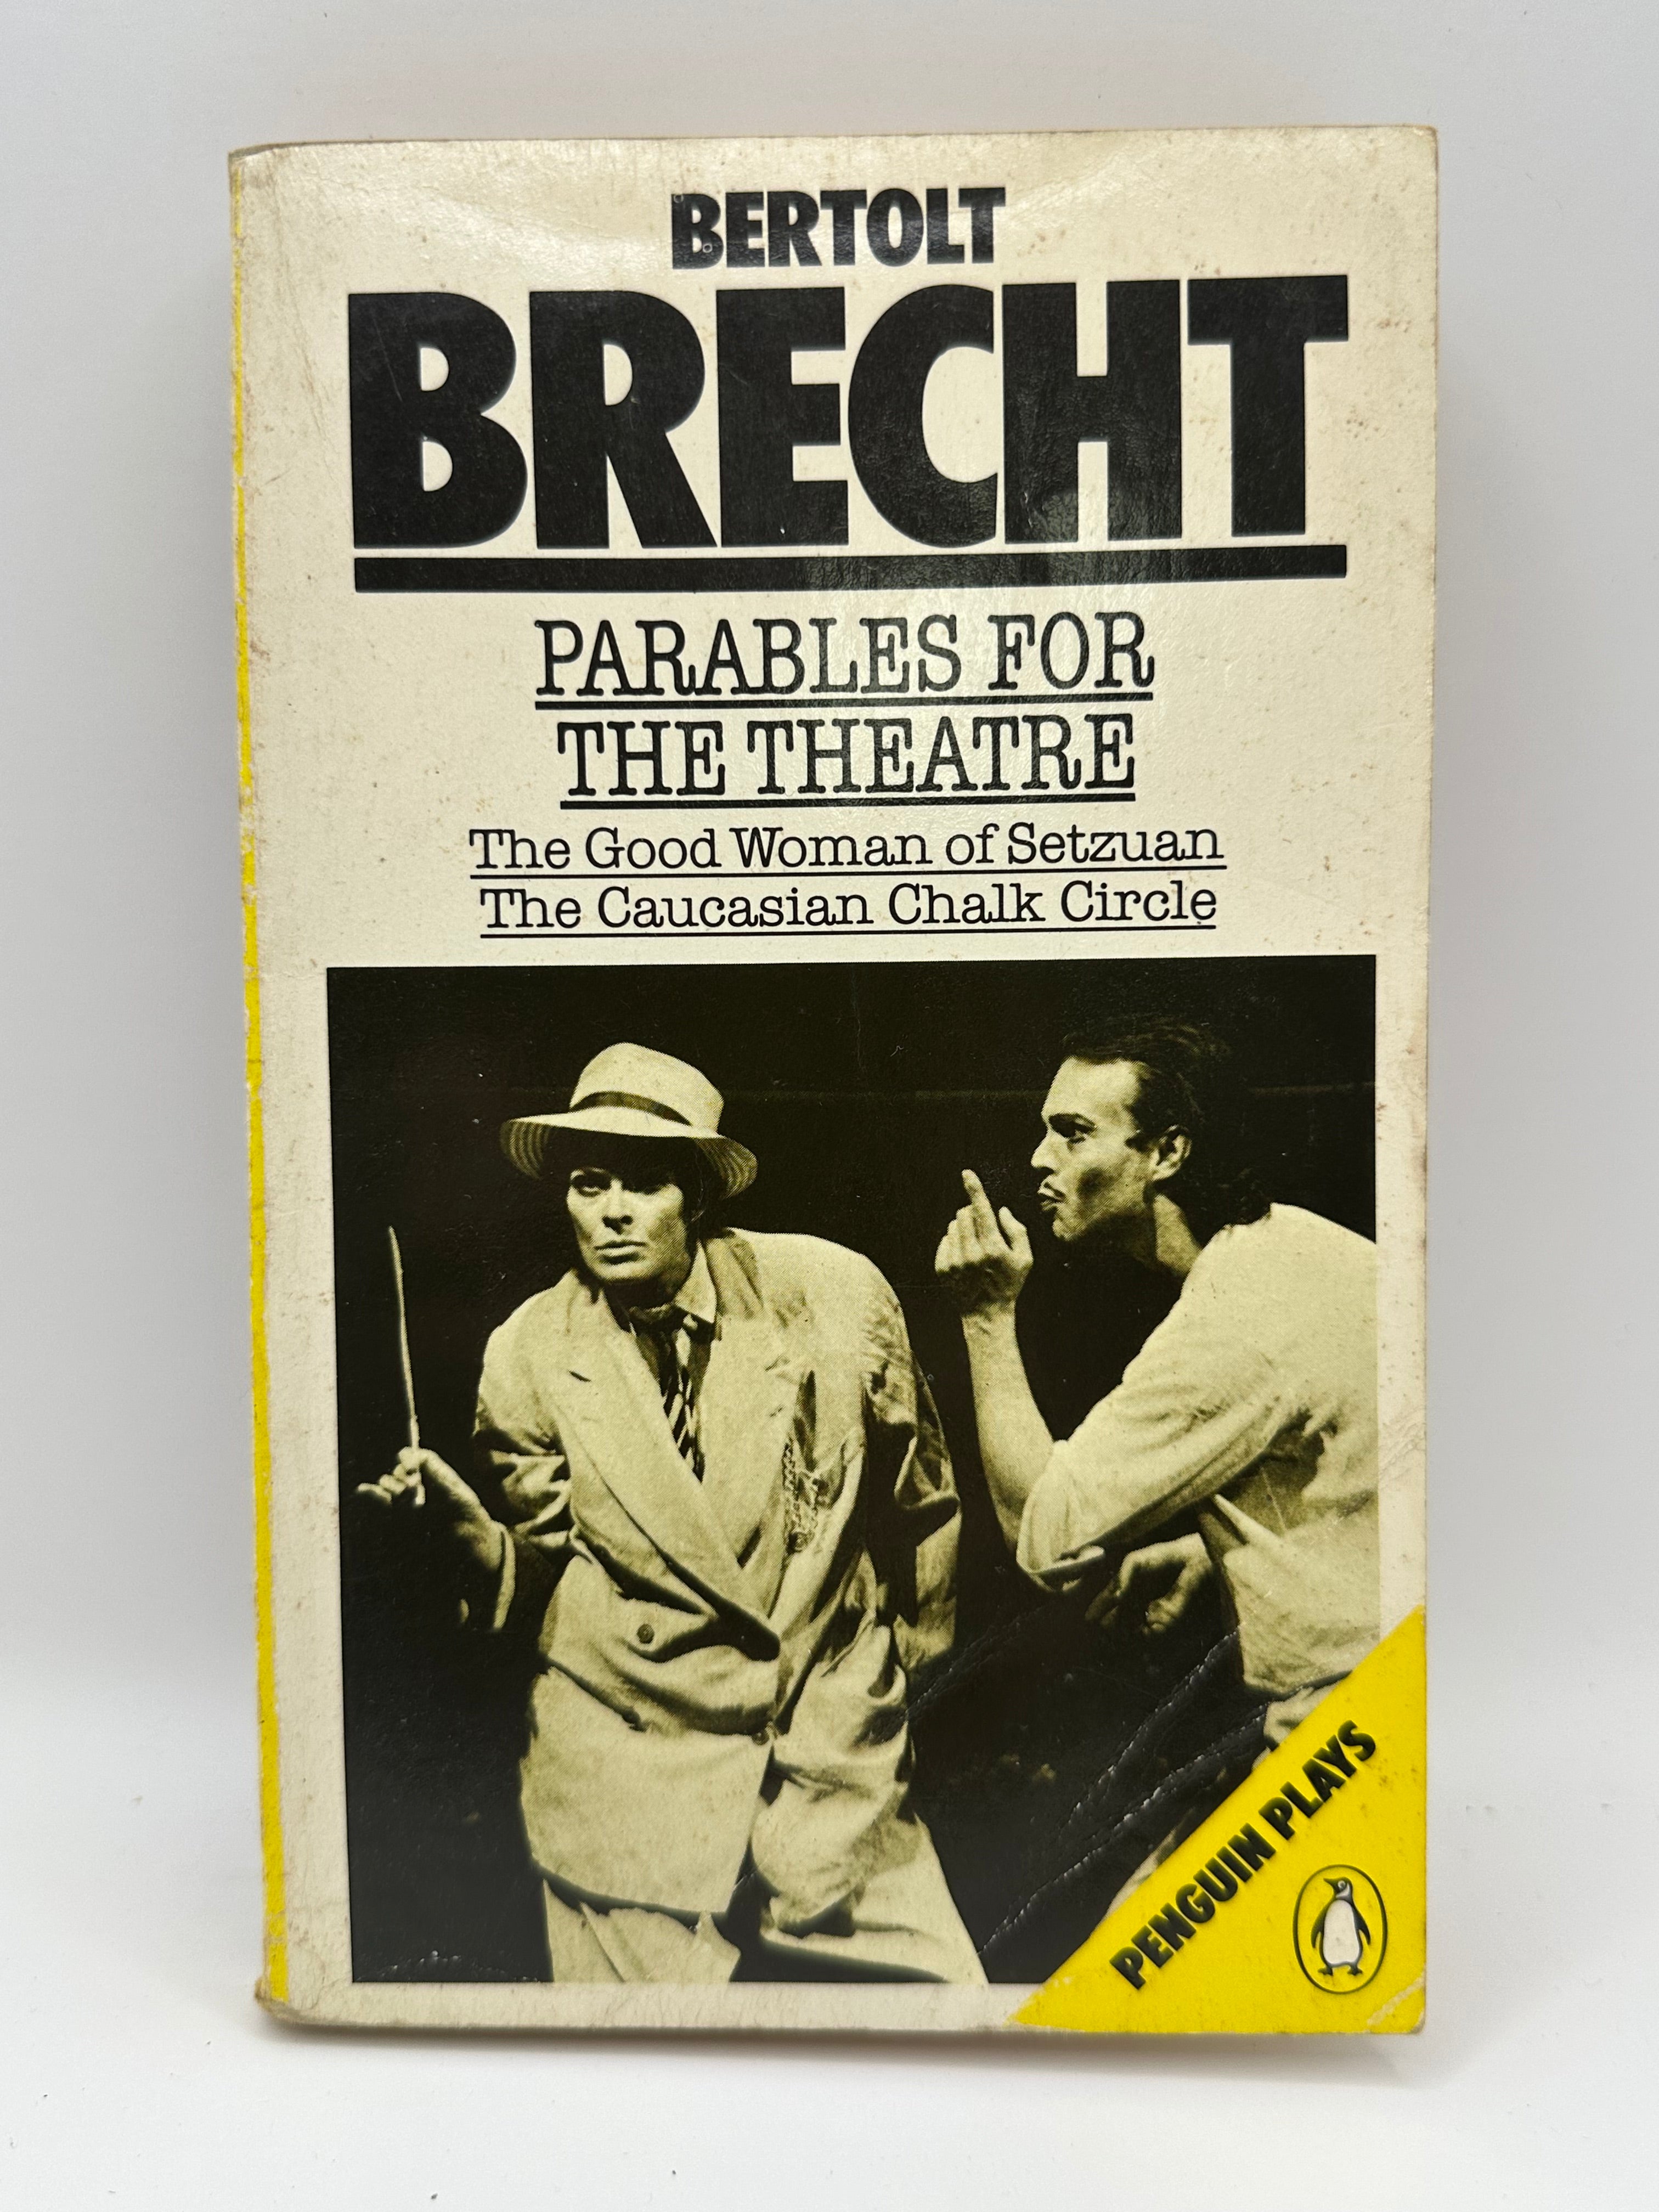 BERTOLT
BRECHT
PARABLES FOR
THE THEATRE
The Good Woman of Setzuan
The Caucasian Chalk Circle
PENGUIN PLAYS